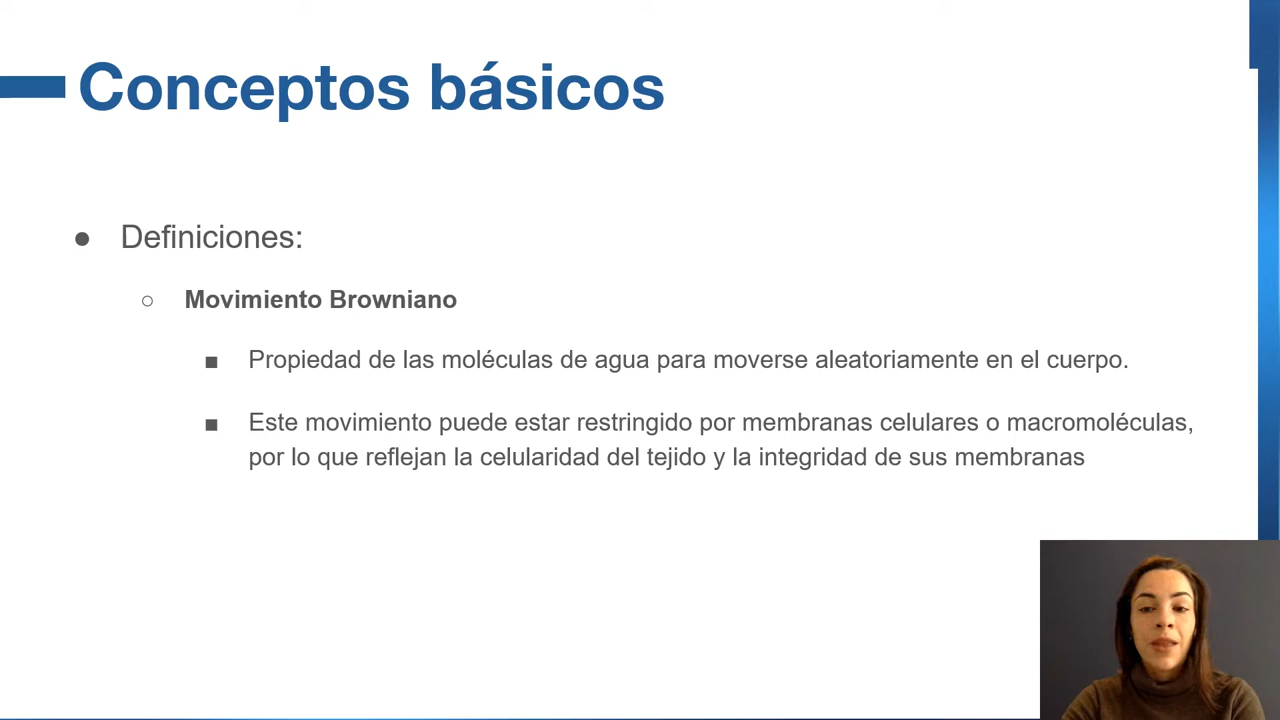 Conceptos básicos
● Definiciones:
○ Movimiento Browniano
■ Propiedad de las moléculas de agua para moverse aleatoriamente en el cuerpo.
■ Este movimiento puede estar restringido por membranas celulares o macromoléculas,
por lo que reflejan la celularidad del tejido y la integridad de sus membranas